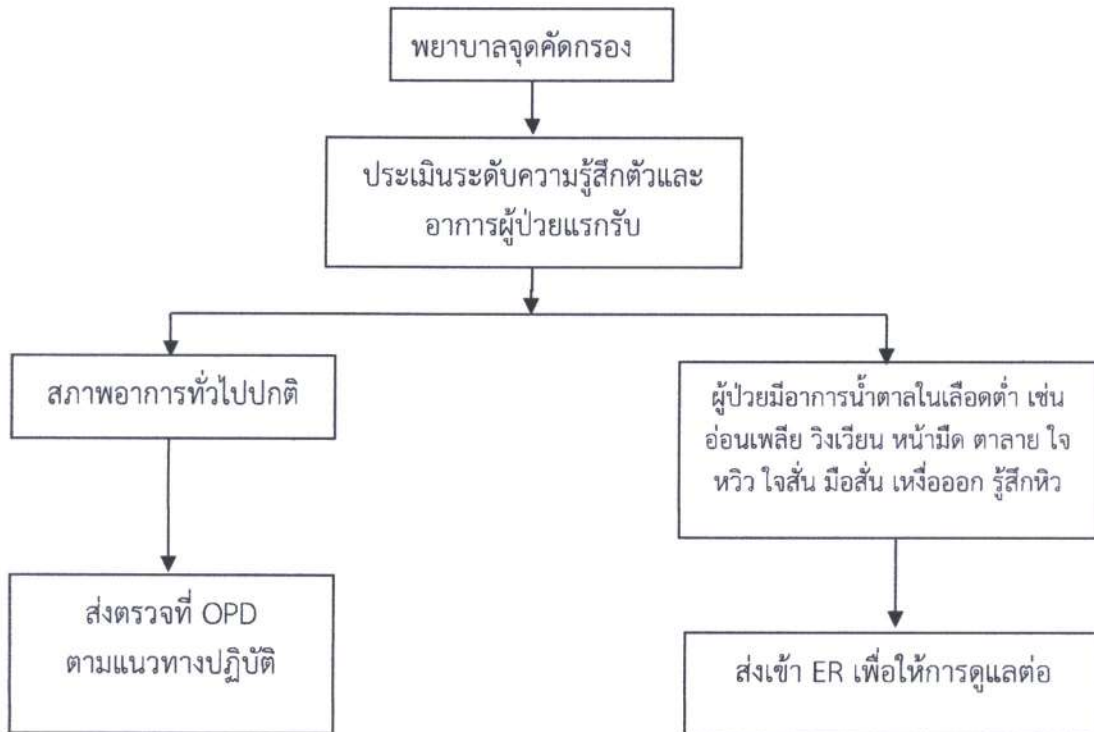 พยาบาลจุดคัดกรอง
ประเมินระดับความรู้สึกตัวและ
อาการผู้ป่วยแรกรับ
สภาพอาการทั่วไปปกติ
ผู้ป่วยมีอาการน้ำตาลในเลือดต่ำ เช่น
อ่อนเพลีย วิงเวียน หน้ามืด ตาลาย ใจ
หวิว ใจสั่น มือสั่น เหงื่อออก รู้สึกหิว
ส่งตรวจที่ OPD
ตามแนวทางปฏิบัติ
ส่งเข้า ER เพื่อให้การดูแลต่อ